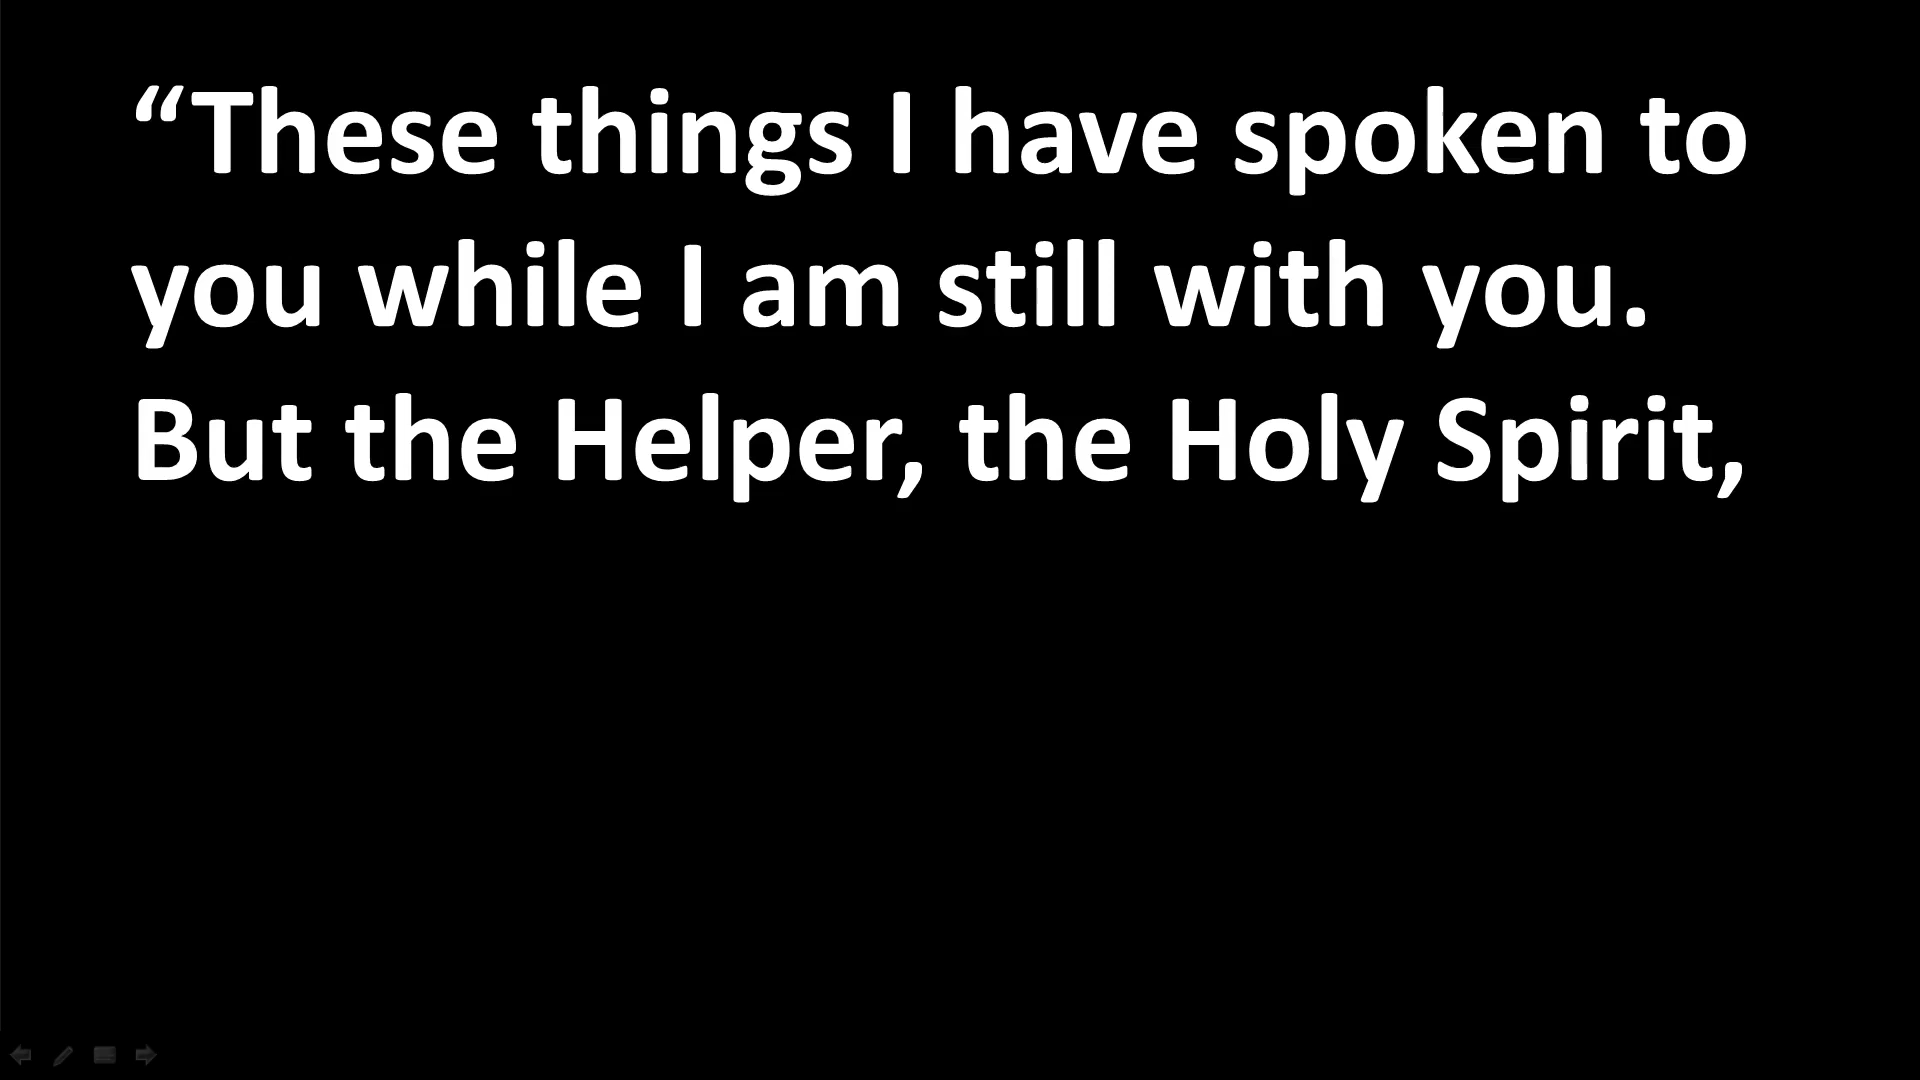 “These things I have spoken to
you while I am still with you.
But the Helper, the Holy Spirit,